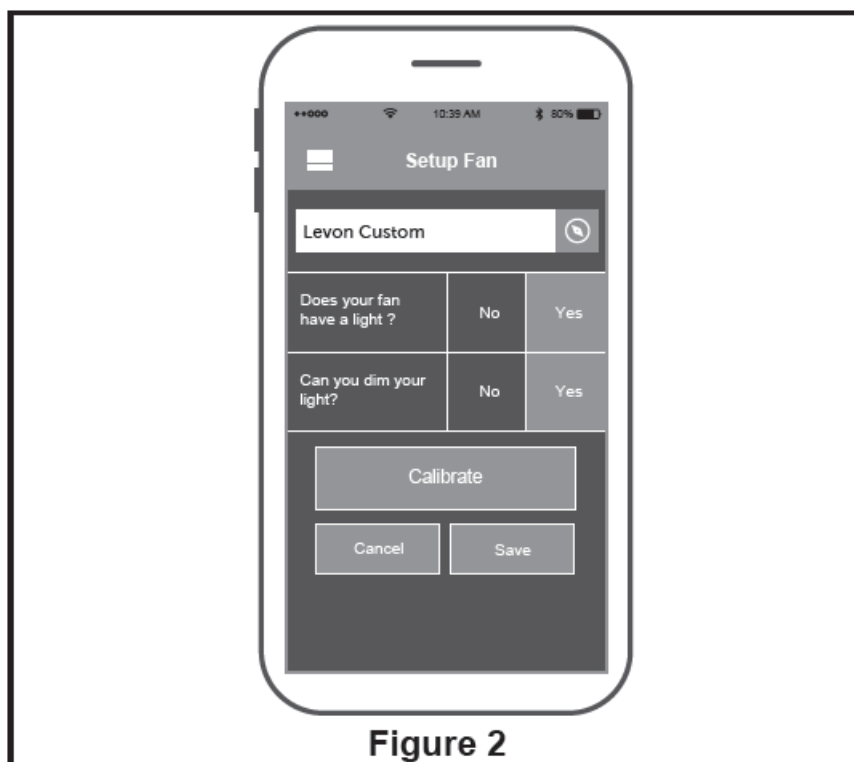 10:39 AM 80%
Setup Fan
Levon Custom
Does your fan
have a light ?
No Yes
Can you dim your
light?
No Yes
Calibrate
Cancel Save
Figure 2